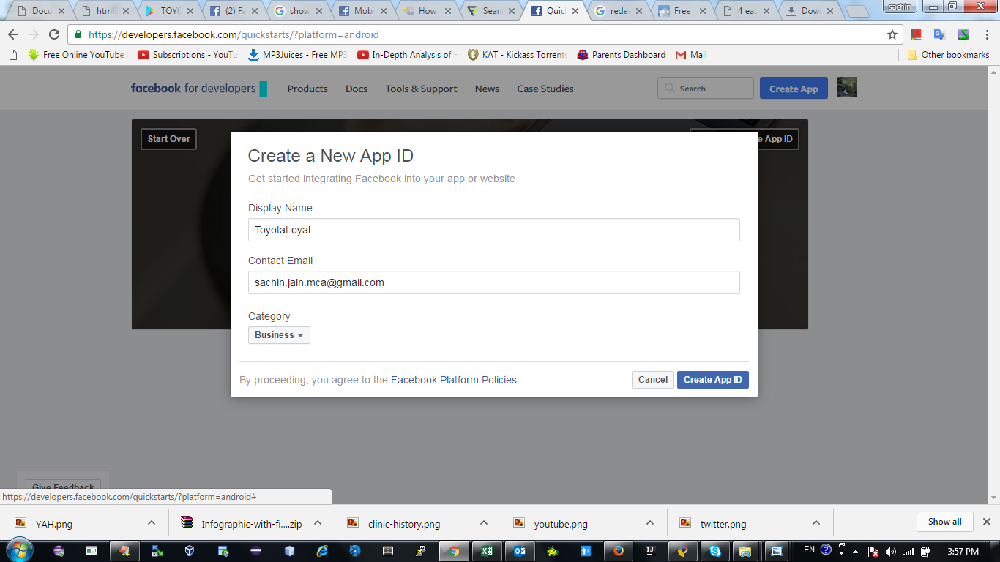 Docu
html
TOYO
(2) Fa
show
Mobi
How
Sear
Quic
rede
Free
4 eas
Dow
sachin
https://developers.facebook.com/quickstarts/?platform=android
Free Online YouTube
Subscriptions - YouTu
MP3Juices - Free MP3
In-Depth Analysis of H
KAT - Kickass Torrents
Parents Dashboard
Mail
Other bookmarks
facebook for developers
Products
Docs
Tools & Support
News
Case Studies
Search
Create App
Start Over
e App ID
Create a New App ID
Get started integrating Facebook into your app or website
Display Name
ToyotaLoyal
Contact Email
sachin.jain.mca@gmail.com
Category
Business
By proceeding, you agree to the Facebook Platform Policies
Cancel
Create App ID
Give Feedback
https://developers.facebook.com/quickstarts/?platform=android#
YAH.png
Infographic-with-fi....zip
clinic-history.png
youtube.png
twitter.png
Show all
EN
3:57 PM